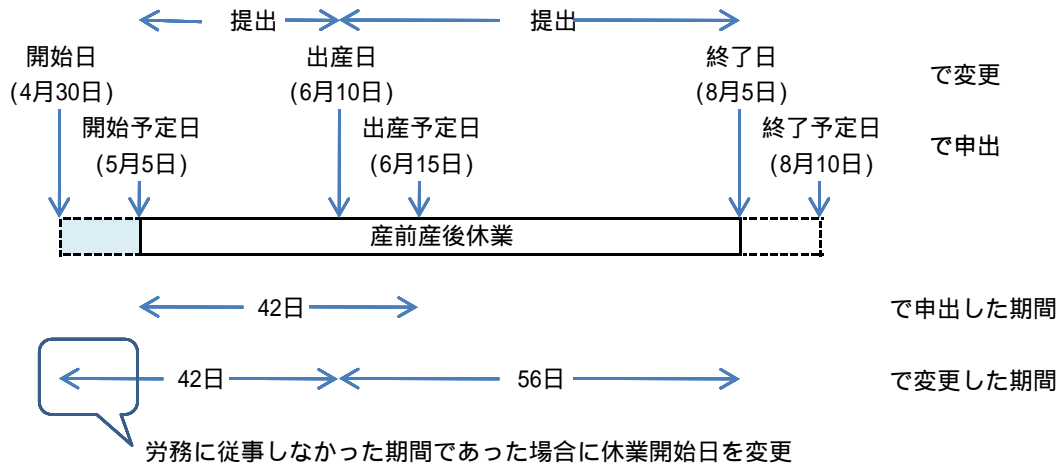 提出 提出
開始日 出産日 終了日
(4月30日) (6月10日) (8月5日) で変更
開始予定日 出産予定日 終了予定日
(5月5日) (6月15日) (8月10日) で申出
産前産後休業
42日 で申出した期間
42日 56日 で変更した期間
労務に従事しなかった期間であった場合に休業開始日を変更